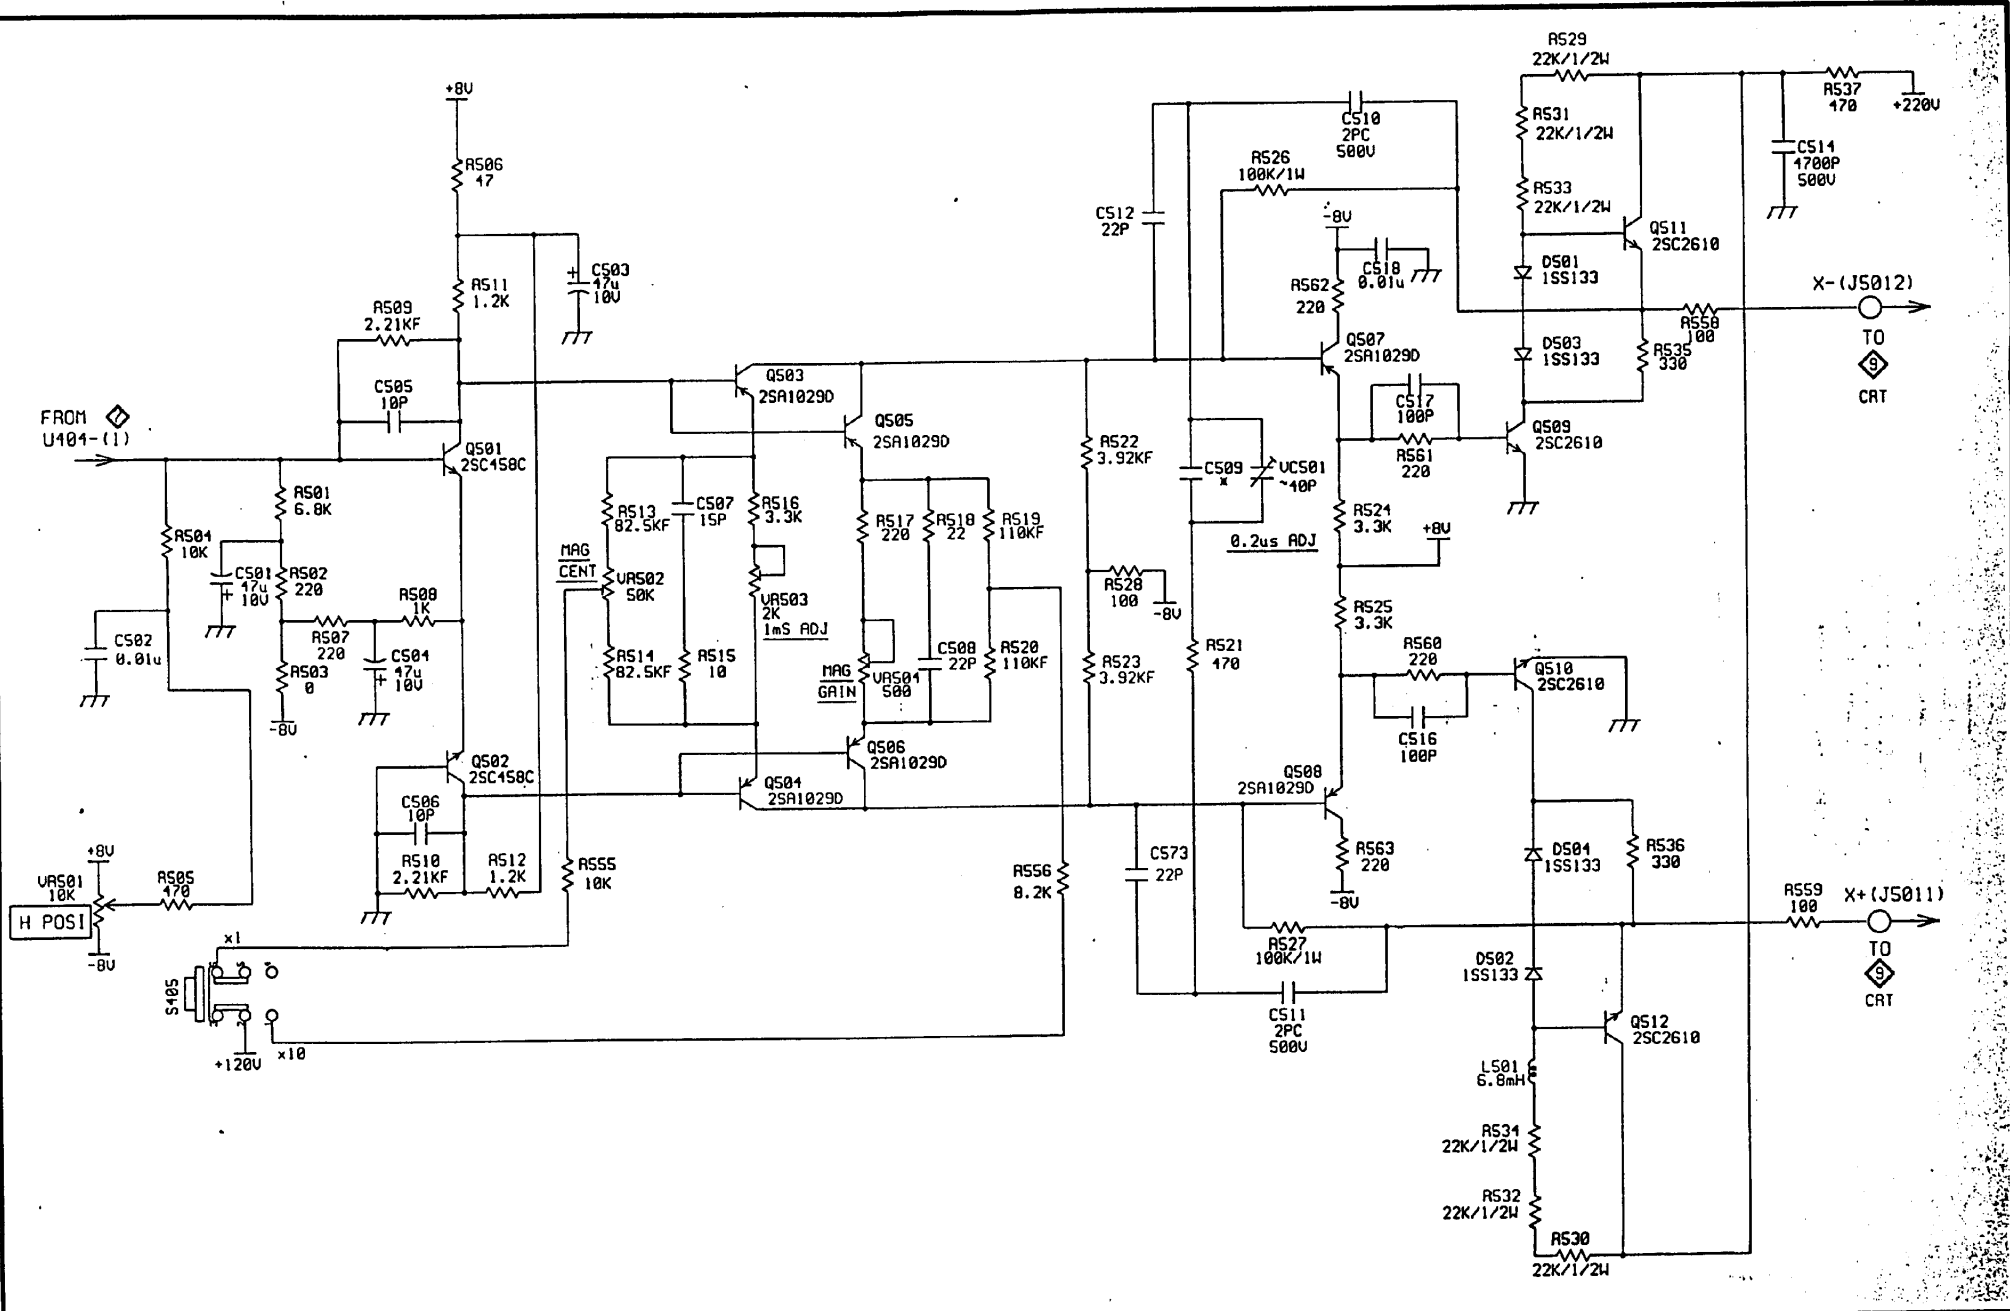 R529
22K/1/2W
+8V
R537
470
+220V
R531
22K/1/2W
C510
2PC
500V
C514
4700P
500V
R506
47
R526
100K/1W
R533
22K/1/2W
C512
22P
-8V
Q511
2SC2610
C503
47u
10V
R511
1.2K
C518
0.01u
D501
1SS133
R562
220
X-(J5012)
R509
2.21KF
R558
100
TO
9
CRT
Q507
2SA1029D
D503
1SS133
R535
330
Q503
2SA1029D
C505
10P
C517
100P
FROM 7
U404-(1)
Q505
2SA1029D
Q509
2SC2610
Q501
2SC458C
R522
3.92KF
R561
220
C509
*
VC501
~40P
R501
6.8K
R513
82.5KF
C507
15P
R516
3.3K
R517
220
R518
22
R519
110KF
R524
3.3K
+8V
R504
10K
0.2us ADJ
MAG
CENT
C501
47u
10V
R502
220
VR502
50K
R528
100
-8V
R508
1K
VR503
2K
1mS ADJ
R525
3.3K
R507
220
C502
0.01u
C504
47u
10V
R503
0
-8V
R514
82.5KF
R515
10
C508
22P
R520
110KF
R521
470
R523
3.92KF
R560
220
MAG
GAIN
VR504
500
Q510
2SC2610
C516
100P
Q502
2SC458C
Q506
2SA1029D
Q504
2SA1029D
Q508
2SA1029D
C506
10P
+8V
R510
2.21KF
R512
1.2K
R555
10K
R556
8.2K
C573
22P
R563
220
-8V
D504
1SS133
R536
330
VR501
10K
H POSI
R505
470
R559
100
X+(J5011)
TO
9
CRT
-8V
x1
R527
100K/1W
D502
1SS133
S405
C511
2PC
500V
Q512
2SC2610
+120V
x10
L501
6.8mH
R534
22K/1/2W
R532
22K/1/2W
R530
22K/1/2W